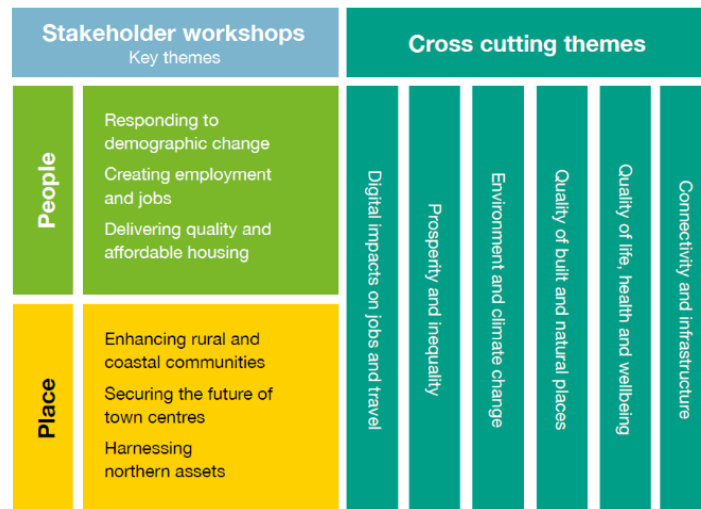 Stakeholder workshops
Key themes
Cross cutting themes
People
Responding to
demographic change
Creating employment
and jobs
Delivering quality and
affordable housing
Place
Enhancing rural and
coastal communities
Securing the future of
town centres
Harnessing
northern assets
Digital impacts on jobs and travel
Prosperity and inequality
Environment and climate change
Quality of built and natural places
Quality of life, health and wellbeing
Connectivity and infrastructure